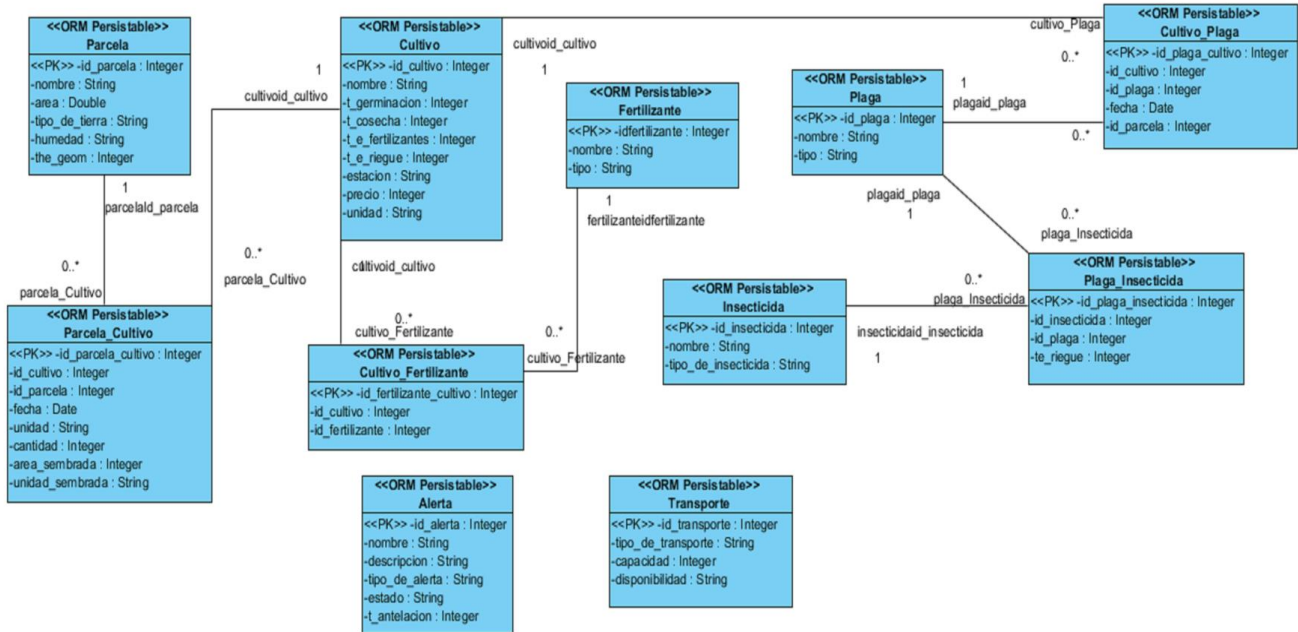 <<ORM Persistable>>
Parcela
<<PK>> -id_parcela : Integer
-nombre : String
-area : Double
-tipo_de_tierra : String
-humedad : String
-the_geom : Integer
1
parcelaId_parcela
0..*
parcela_Cultivo
<<ORM Persistable>>
Cultivo
<<PK>> -id_cultivo : Integer
-nombre : String
-t_germinacion : Integer
-t_cosecha : Integer
-t_e_fertilizantes : Integer
-t_e_riegue : Integer
-estacion : String
-precio : Integer
-unidad : String
1
cultivoid_cultivo
0..*
parcela_Cultivo
cultivoid_cultivo
1
cultivo_Plaga
0..*
<<ORM Persistable>>
Cultivo_Plaga
<<PK>> -id_plaga_cultivo : Integer
-id_cultivo : Integer
-id_plaga : Integer
-fecha : Date
-id_parcela : Integer
<<ORM Persistable>>
Fertilizante
<<PK>> -idfertilizante : Integer
-nombre : String
-tipo : String
1
fertilizanteidfertilizante
<<ORM Persistable>>
Plaga
<<PK>> -id_plaga : Integer
-nombre : String
-tipo : String
1
plagaid_plaga
0..*
plagaid_plaga
1
0..*
plaga_Insecticida
cultivoid_cultivo
1
0..*
cultivo_Fertilizante
0..*
cultivo_Fertilizante
<<ORM Persistable>>
Parcela_Cultivo
<<PK>> -id_parcela_cultivo : Integer
-id_cultivo : Integer
-id_parcela : Integer
-fecha : Date
-unidad : String
-cantidad : Integer
-area_sembrada : Integer
-unidad_sembrada : String
<<ORM Persistable>>
Cultivo_Fertilizante
<<PK>> -id_fertilizante_cultivo : Integer
-id_cultivo : Integer
-id_fertilizante : Integer
<<ORM Persistable>>
Insecticida
<<PK>> -id_insecticida : Integer
-nombre : String
-tipo_de_insecticida : String
0..*
plaga_Insecticida
insecticidaid_insecticida
1
<<ORM Persistable>>
Plaga_Insecticida
<<PK>> -id_plaga_insecticida : Integer
-id_insecticida : Integer
-id_plaga : Integer
-te_riegue : Integer
<<ORM Persistable>>
Alerta
<<PK>> -id_alerta : Integer
-nombre : String
-descripcion : String
-tipo_de_alerta : String
-estado : String
-t_antelacion : Integer
<<ORM Persistable>>
Transporte
<<PK>> -id_transporte : Integer
-tipo_de_transporte : String
-capacidad : Integer
-disponibilidad : String